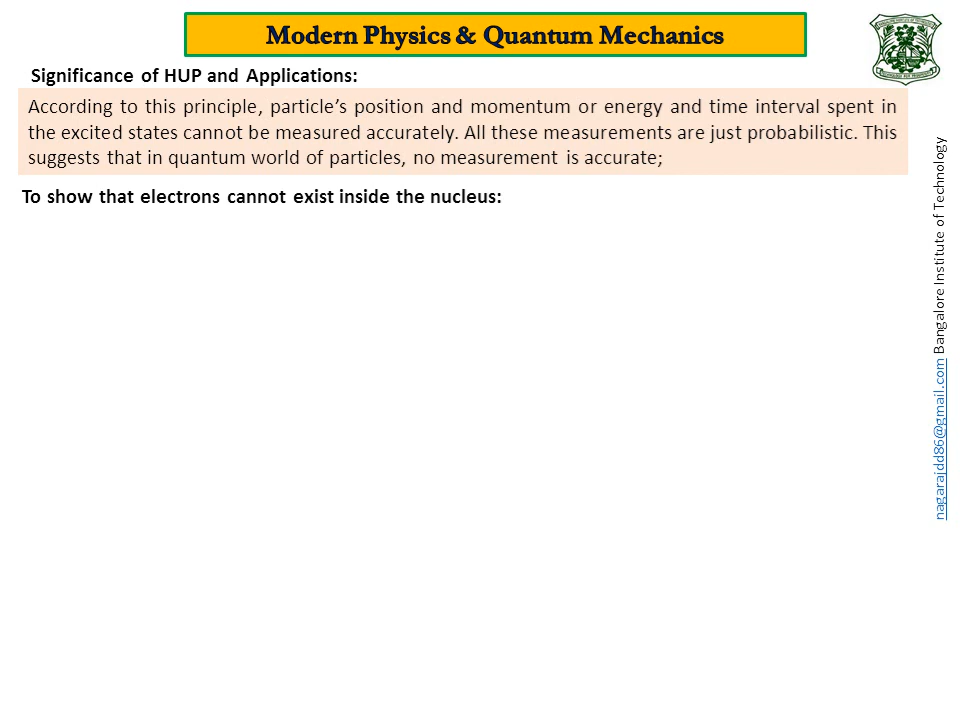 Modern Physics & Quantum Mechanics
Significance of HUP and Applications:
According to this principle, particle’s position and momentum or energy and time interval spent in
the excited states cannot be measured accurately. All these measurements are just probabilistic. This
suggests that in quantum world of particles, no measurement is accurate;
To show that electrons cannot exist inside the nucleus:
nagarajdd86@gmail.com Bangalore Institute of Technology